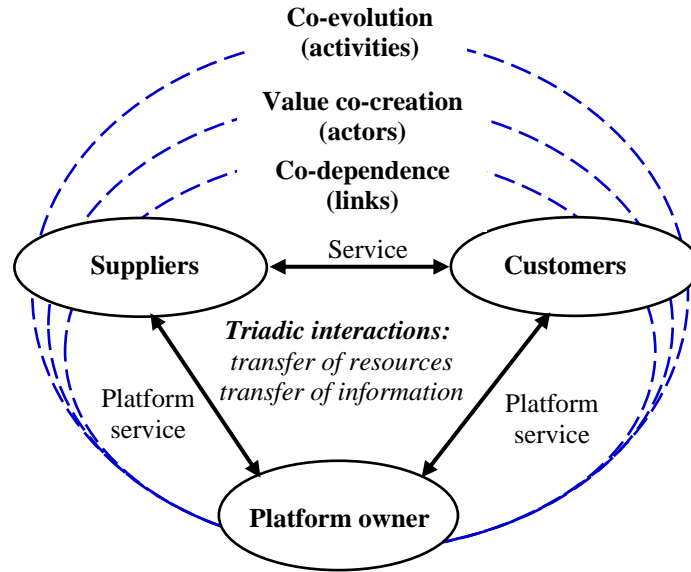 Co-evolution
(activities)
Value co-creation
(actors)
Co-dependence
(links)
Suppliers
Service
Customers
Triadic interactions:
transfer of resources
transfer of information
Platform
service
Platform
service
Platform owner